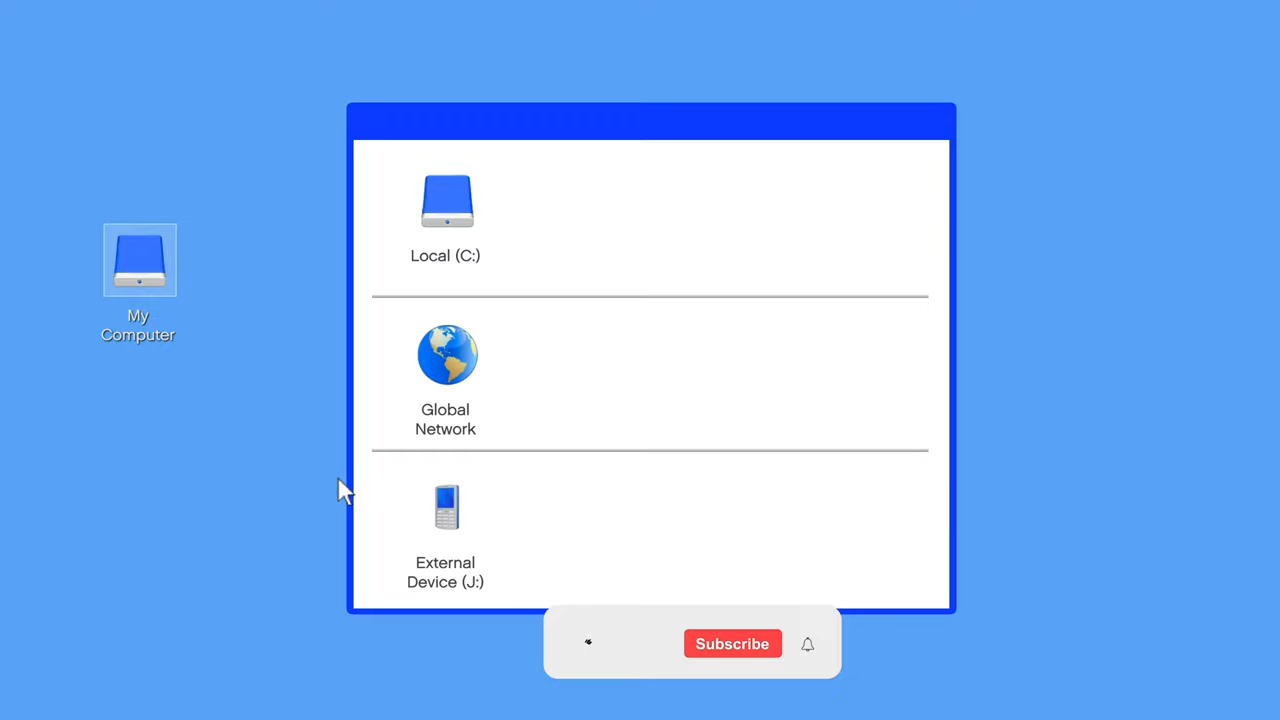 My
Computer
Local (C:)
Global
Network
External
Device (J:)
Subscribe